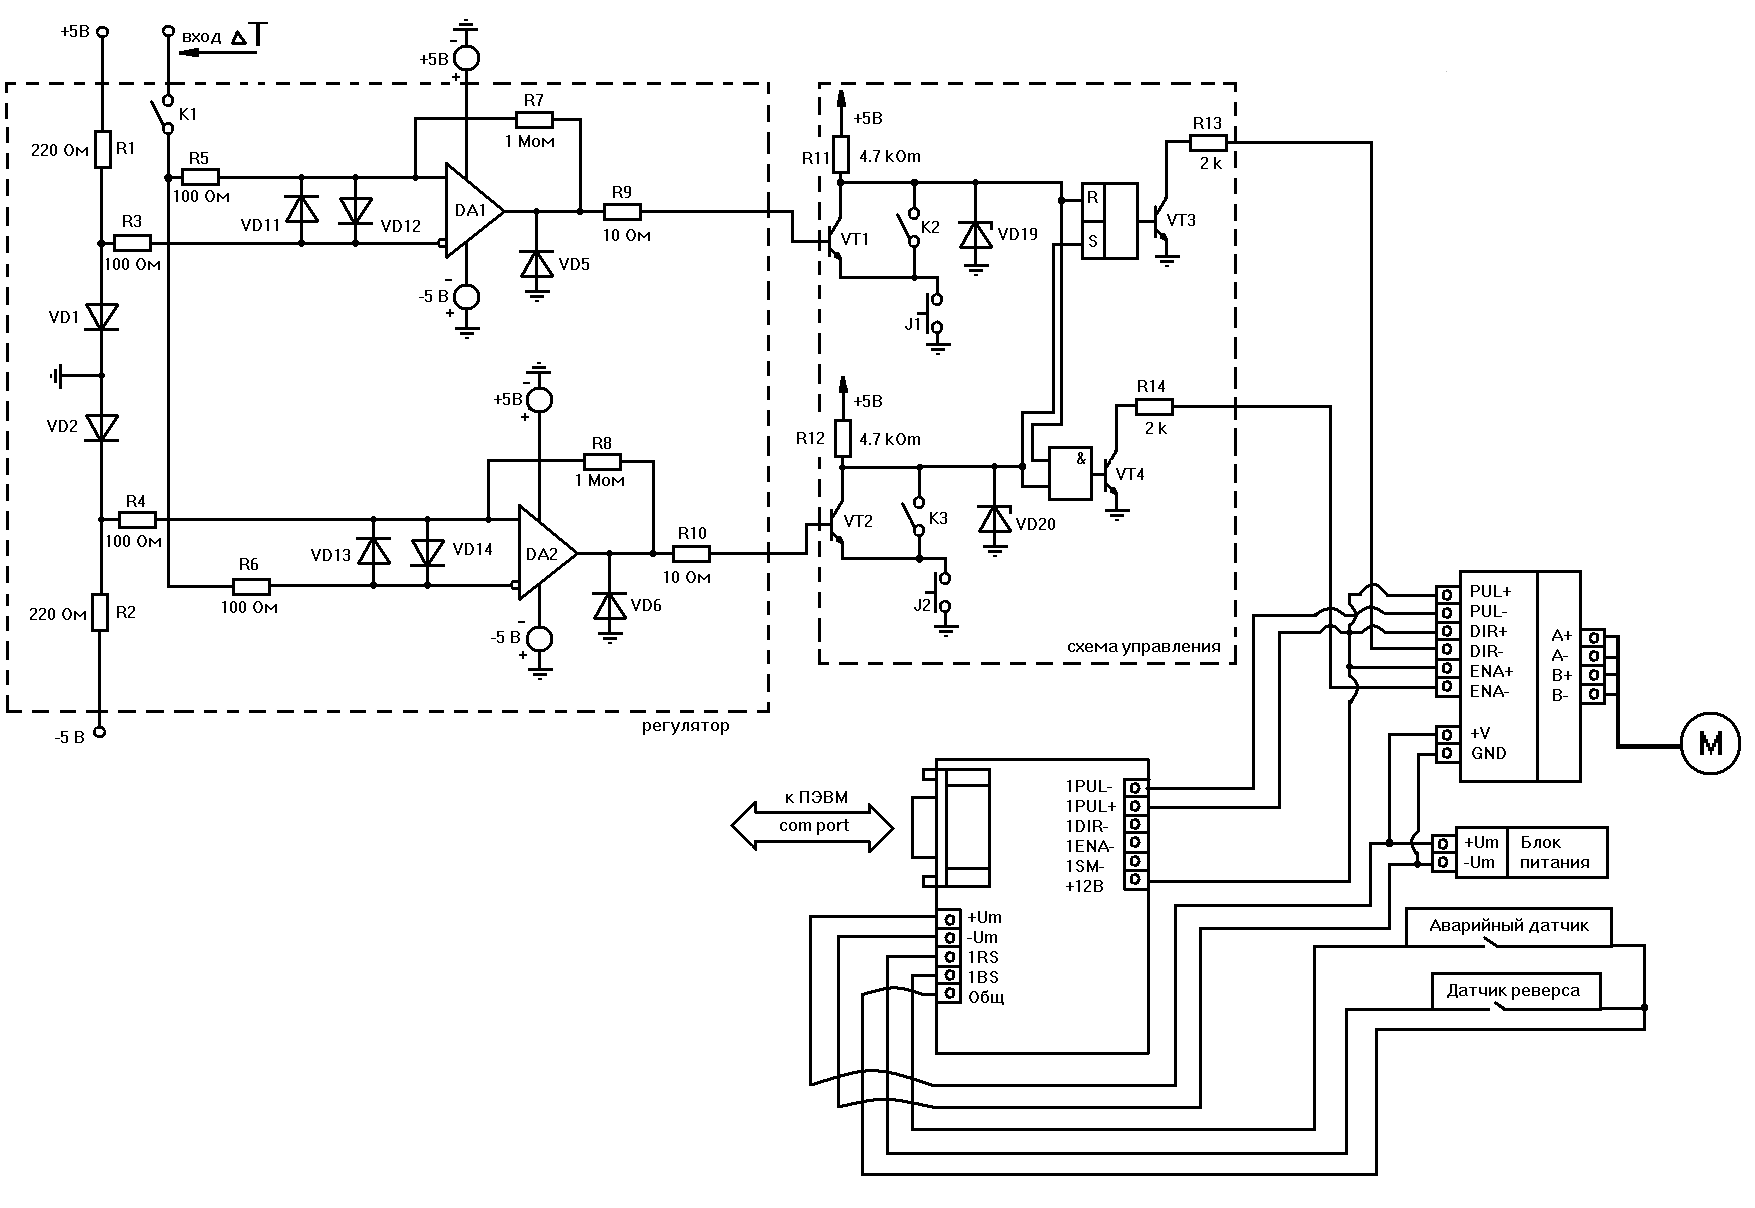 +5В
вход ΔT
+5В
-
+
K1
R7
1 Мом
220 Ом
R1
R5
100 Ом
VD11
VD12
DA1
R9
10 Ом
R3
100 Ом
VD5
-
-5 В
+
VD1
VD2
-
+5В
+
R8
1 Мом
R4
100 Ом
VD13
VD14
DA2
R10
10 Ом
R6
100 Ом
VD6
220 Ом
R2
-
-5 В
+
-5 В
регулятор
+5В
R11
4.7 kOm
VT1
K2
VD19
J1
R
S
VT3
R13
2 k
+5В
R12
4.7 kOm
VT2
K3
VD20
J2
&
VT4
R14
2 k
схема управления
PUL+
PUL-
DIR+
DIR-
ENA+
ENA-
+V
GND
A+
A-
B+
B-
M
к ПЭВМ
com port
1PUL-
1PUL+
1DIR-
1ENA-
1SM-
+12В
+Um
-Um
1RS
1BS
Общ
+Um
-Um
Блок
питания
Аварийный датчик
Датчик реверса